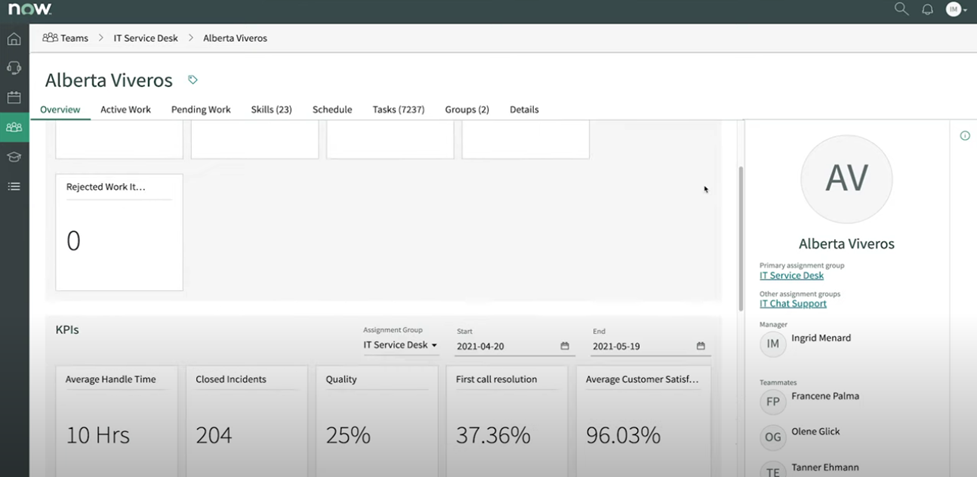 now
IM
Teams > IT Service Desk > Alberta Viveros
Alberta Viveros
Overview Active Work Pending Work Skills (23) Schedule Tasks (7237) Groups (2) Details
Rejected Work It...
0
KPIs
Assignment Group
IT Service Desk
Start
2021-04-20
End
2021-05-19
Average Handle Time
10 Hrs
Closed Incidents
204
Quality
25%
First call resolution
37.36%
Average Customer Satisf...
96.03%
AV
Alberta Viveros
Primary assignment group
IT Service Desk
Other assignment groups
IT Chat Support
Manager
IM Ingrid Menard
Teammates
FP Francene Palma
OG Olene Glick
TE Tanner Ehmann